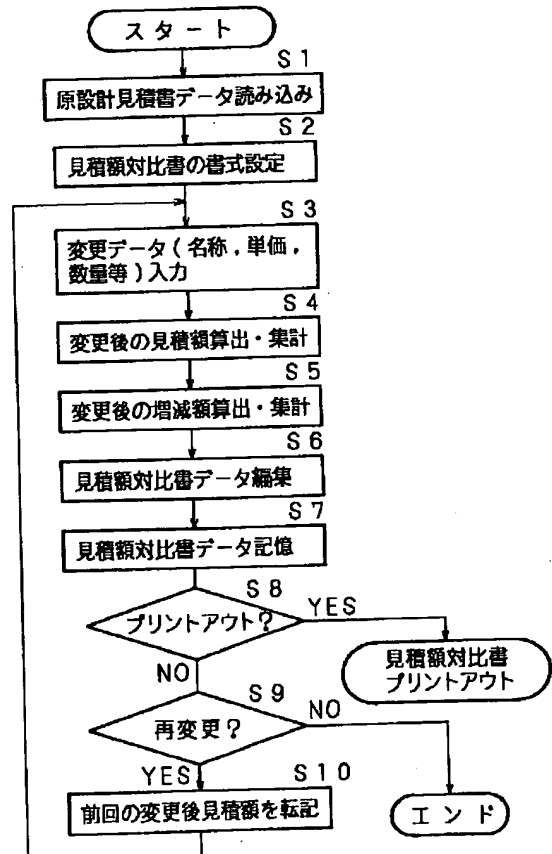 スタート
S1
原設計見積書データ読み込み
S2
見積額対比書の書式設定
S3
変更データ(名称,単価,
数量等)入力
S4
変更後の見積額算出・集計
S5
変更後の増減額算出・集計
S6
見積額対比書データ編集
S7
見積額対比書データ記憶
S8
プリントアウト?
YES
見積額対比書
プリントアウト
NO
S9
再変更?
NO
YES
S10
前回の変更後見積額を転記
エンド